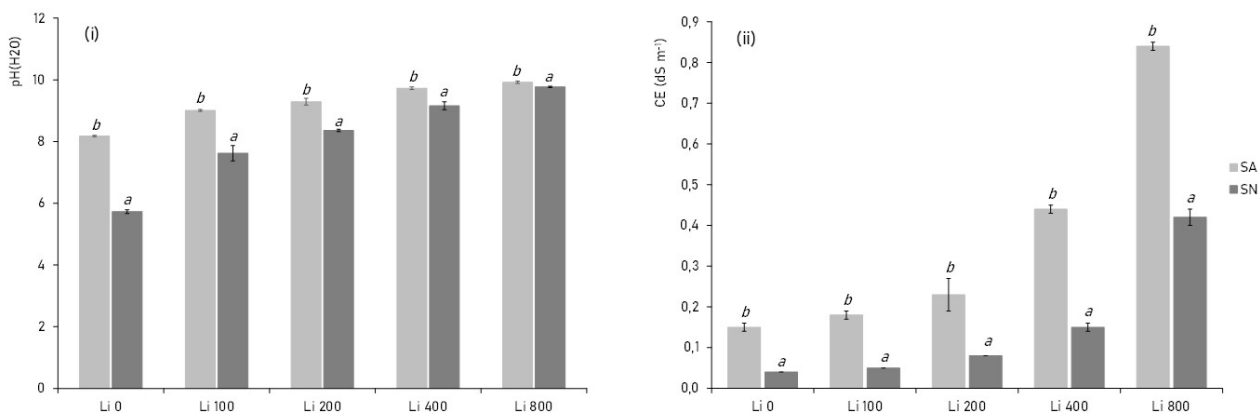 (i)
pH(H2O)
12
10
8
6
4
2
0
b
a
b
a
b
a
b
a
b
a
Li 0
Li 100
Li 200
Li 400
Li 800
(ii)
CE (dS m⁻¹)
0,9
0,8
0,7
0,6
0,5
0,4
0,3
0,2
0,1
0,0
b
a
b
a
b
a
b
a
b
a
Li 0
Li 100
Li 200
Li 400
Li 800
SA
SN